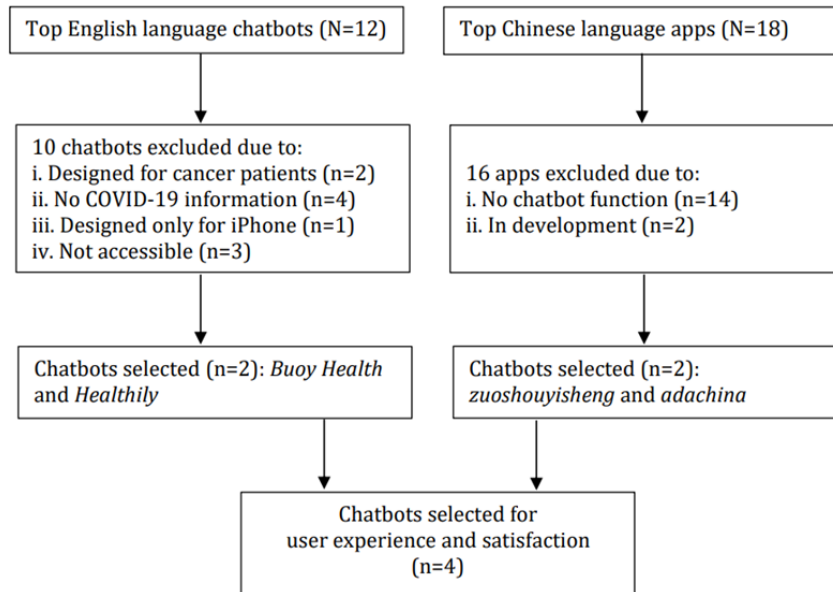 Top English language chatbots (N=12)
Top Chinese language apps (N=18)
10 chatbots excluded due to:
i. Designed for cancer patients (n=2)
ii. No COVID-19 information (n=4)
iii. Designed only for iPhone (n=1)
iv. Not accessible (n=3)
16 apps excluded due to:
i. No chatbot function (n=14)
ii. In development (n=2)
Chatbots selected (n=2): Buoy Health
and Healthily
Chatbots selected (n=2):
zuoshouyisheng and adachina
Chatbots selected for
user experience and satisfaction
(n=4)